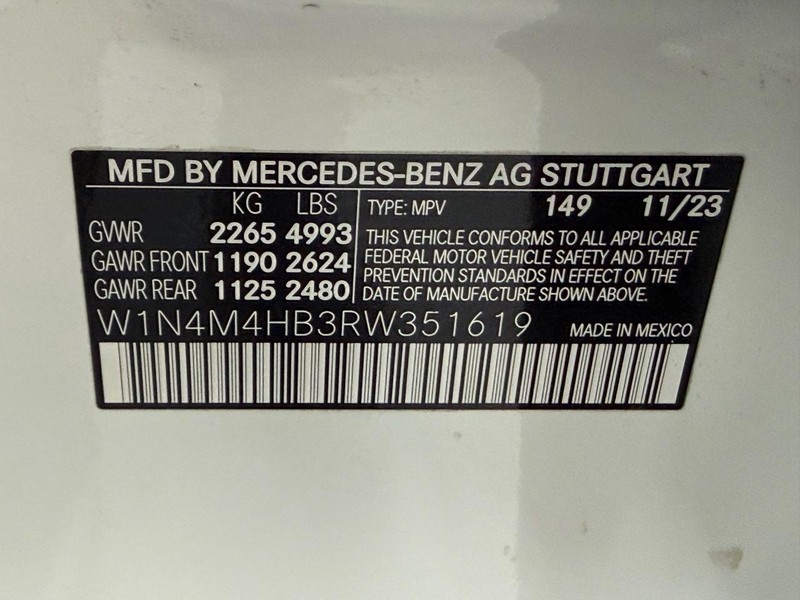 MFD BY MERCEDES-BENZ AG STUTTGART
KG LBS
GVWR 2265 4993
GAWR FRONT 1190 2624
GAWR REAR 1125 2480
TYPE: MPV 149 11/23
THIS VEHICLE CONFORMS TO ALL APPLICABLE
FEDERAL MOTOR VEHICLE SAFETY AND THEFT
PREVENTION STANDARDS IN EFFECT ON THE
DATE OF MANUFACTURE SHOWN ABOVE.
W1N4M4HB3RW351619 MADE IN MEXICO